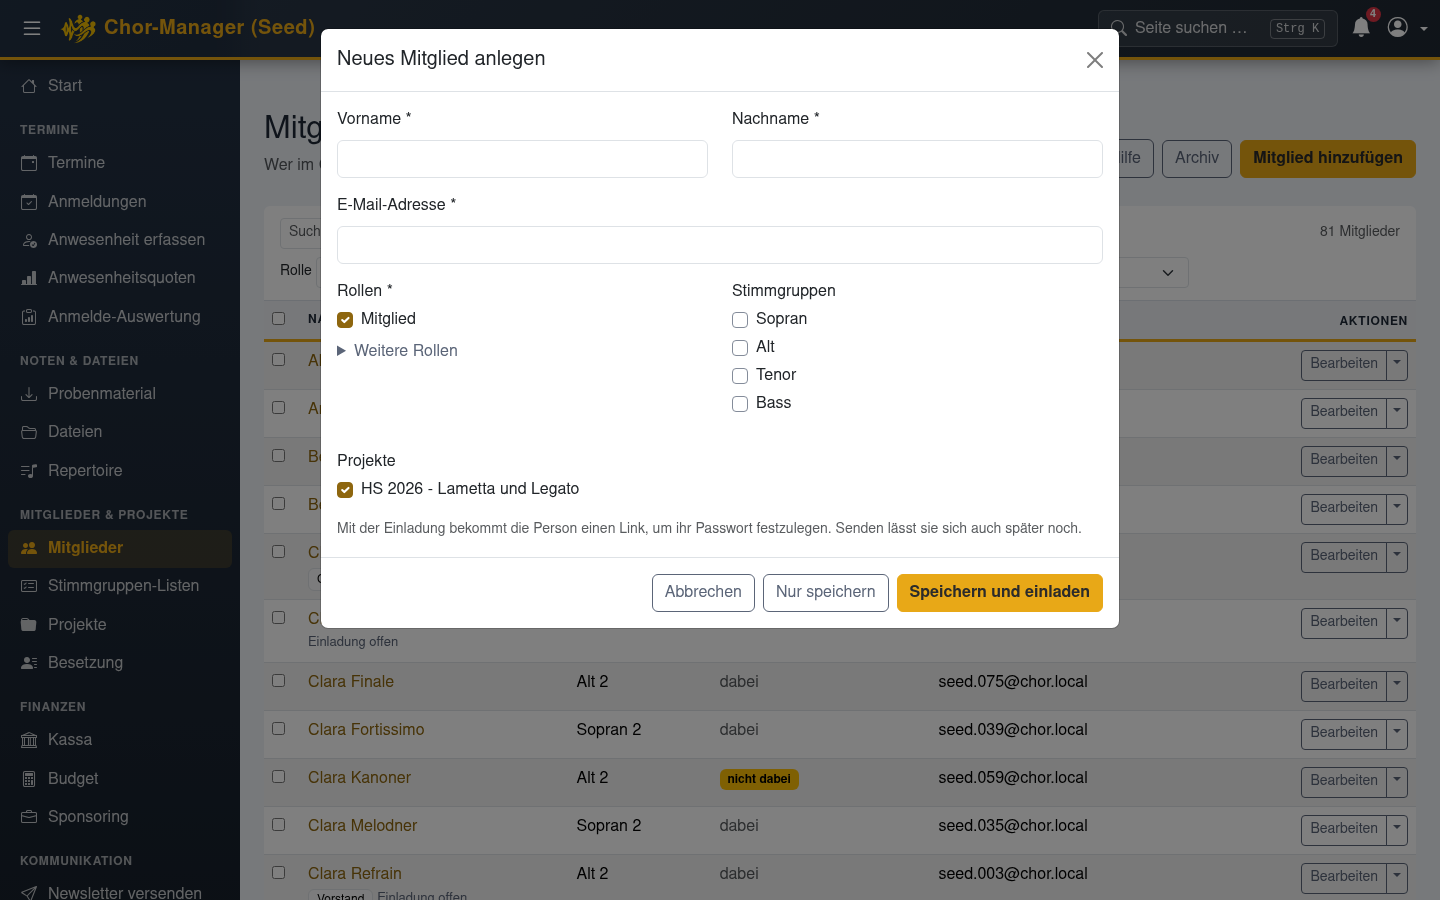 Chor-Manager (Seed)
Seite suchen ...
Strg K
4
Start
TERMINE
Termine
Anmeldungen
Anwesenheit erfassen
Anwesenheitsquoten
Anmelde-Auswertung
NOTEN & DATEIEN
Probenmaterial
Dateien
Repertoire
MITGLIEDER & PROJEKTE
Mitglieder
Stimmgruppen-Listen
Projekte
Besetzung
FINANZEN
Kassa
Budget
Sponsoring
KOMMUNIKATION
Newsletter versenden
Neues Mitglied anlegen
Vorname *
Nachname *
E-Mail-Adresse *
Rollen *
Mitglied
Weitere Rollen
Stimmgruppen
Sopran
Alt
Tenor
Bass
Projekte
HS 2026 - Lametta und Legato
Mit der Einladung bekommt die Person einen Link, um ihr Passwort festzulegen. Senden lässt sie sich auch später noch.
Abbrechen
Nur speichern
Speichern und einladen
Wer im
Archiv
Mitglied hinzufügen
81 Mitglieder
Rolle
AKTIONEN
Bearbeiten
Bearbeiten
Bearbeiten
Bearbeiten
Bearbeiten
Einladung offen
Bearbeiten
Clara Finale
Alt 2
dabei
seed.075@chor.local
Bearbeiten
Clara Fortissimo
Sopran 2
dabei
seed.039@chor.local
Bearbeiten
Clara Kanoner
Alt 2
nicht dabei
seed.059@chor.local
Bearbeiten
Clara Melodner
Sopran 2
dabei
seed.035@chor.local
Bearbeiten
Clara Refrain
Alt 2
dabei
seed.003@chor.local
Bearbeiten
Vorstand
Einladung offen